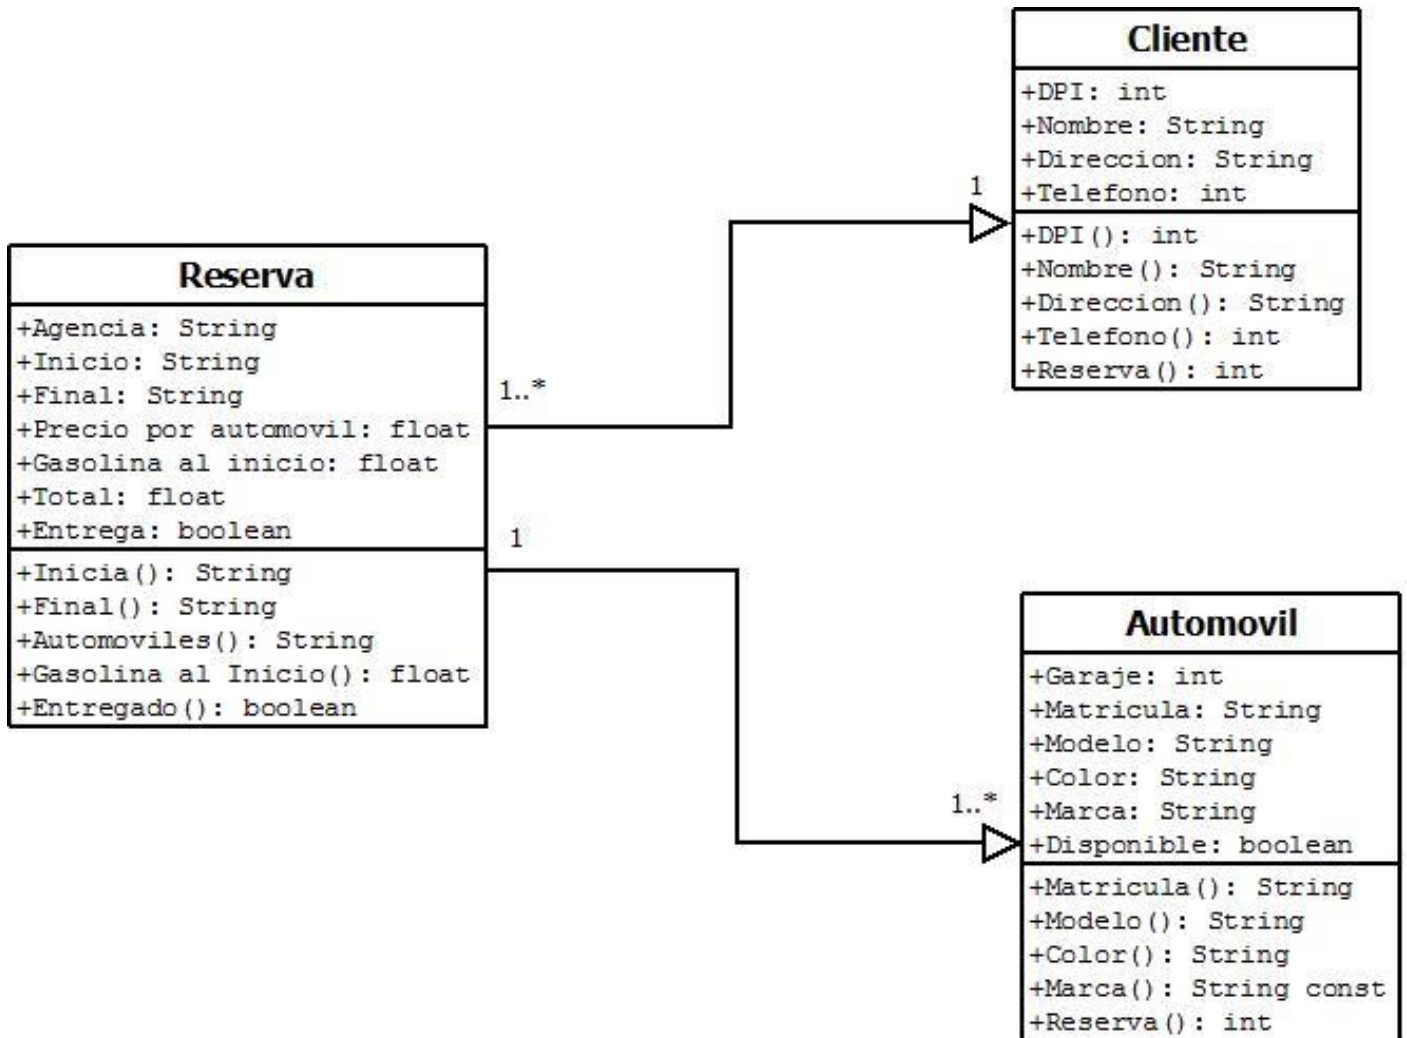 Cliente
+DPI: int
+Nombre: String
+Direccion: String
+Telefono: int
+DPI(): int
+Nombre(): String
+Direccion(): String
+Telefono(): int
+Reserva(): int
1
Reserva
+Agencia: String
+Inicio: String
+Final: String
+Precio por automovil: float
+Gasolina al inicio: float
+Total: float
+Entrega: boolean
+Inicia(): String
+Final(): String
+Automoviles(): String
+Gasolina al Inicio(): float
+Entregado(): boolean
1..*
1
1..*
Automovil
+Garaje: int
+Matricula: String
+Modelo: String
+Color: String
+Marca: String
+Disponible: boolean
+Matricula(): String
+Modelo(): String
+Color(): String
+Marca(): String const
+Reserva(): int